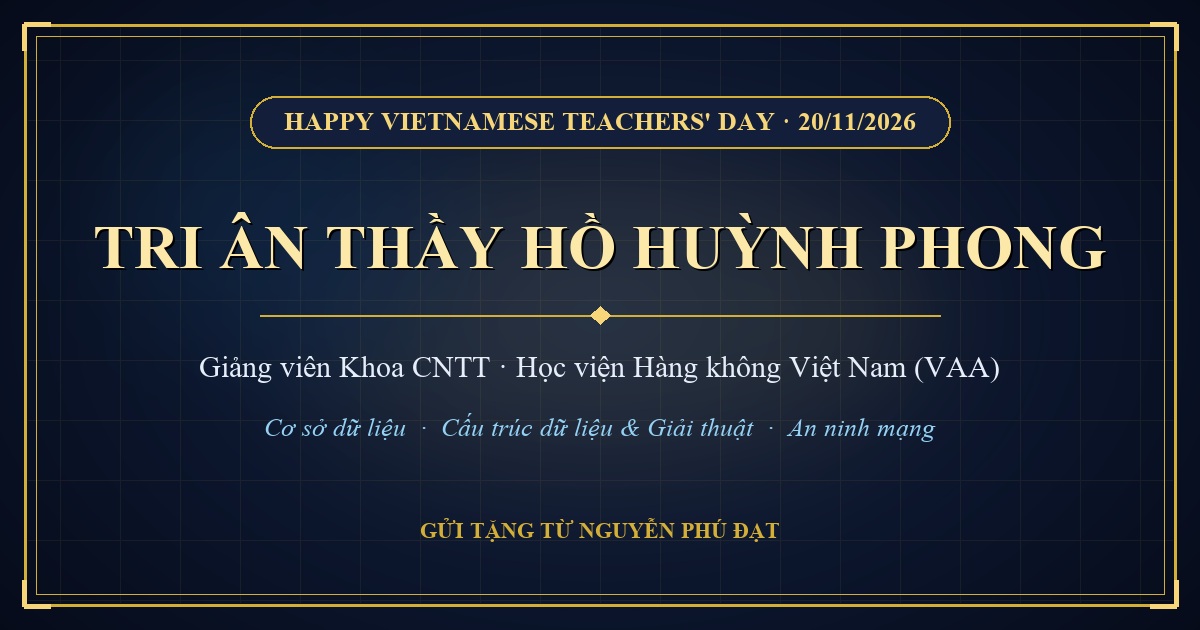 HAPPY VIETNAMESE TEACHERS' DAY · 20/11/2026
TRI ÂN THẦY HỒ HUỲNH PHONG
Giảng viên Khoa CNTT · Học viện Hàng không Việt Nam (VAA)
Cơ sở dữ liệu · Cấu trúc dữ liệu & Giải thuật · An ninh mạng
GỬI TẶNG TỪ NGUYỄN PHÚ ĐẠT